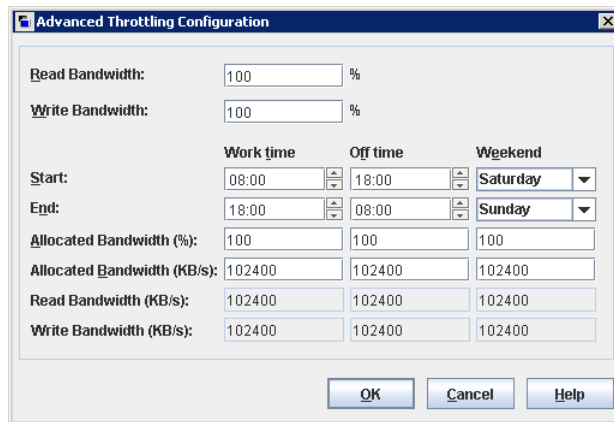 Advanced Throttling Configuration
Read Bandwidth: 100 %
Write Bandwidth: 100 %
Work time Off time Weekend
Start: 08:00 18:00 Saturday
End: 18:00 08:00 Sunday
Allocated Bandwidth (%): 100 100 100
Allocated Bandwidth (KB/s): 102400 102400 102400
Read Bandwidth (KB/s): 102400 102400 102400
Write Bandwidth (KB/s): 102400 102400 102400
OK Cancel Help